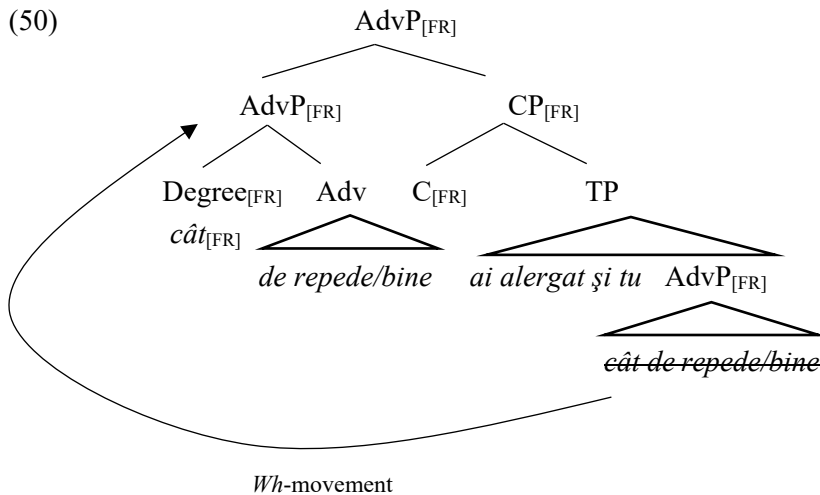 (50) AdvP[FR]
AdvP[FR] CP[FR]
Degree[FR] Adv C[FR] TP
cât[FR]
de repede/bine ai alergat şi tu AdvP[FR]
cât de repede/bine
Wh-movement